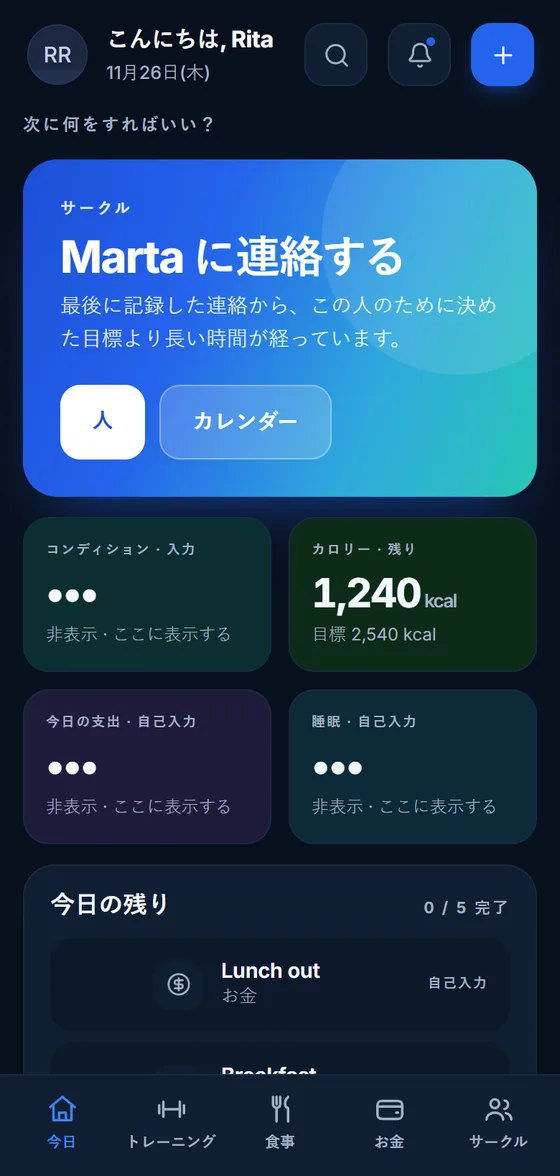 RR
こんにちは, Rita
11月26日(木)
次に何をすればいい？
サークル
Marta に連絡する
最後に記録した連絡から、この人のために決め
た目標より長い時間が経っています。
人
カレンダー
コンディション · 入力
●●●
非表示 · ここに表示する
カロリー · 残り
1,240 kcal
目標 2,540 kcal
今日の支出 · 自己入力
●●●
非表示 · ここに表示する
睡眠 · 自己入力
●●●
非表示 · ここに表示する
今日の残り
0 / 5 完了
Lunch out
お金
自己入力
Breakfast
今日
トレーニング
食事
お金
サークル